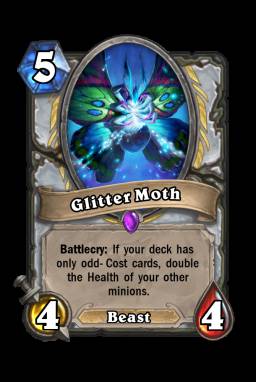 5
Glitter Moth
Battlecry: If your deck has
only odd- Cost cards, double
the Health of your other
minions.
4
Beast
4